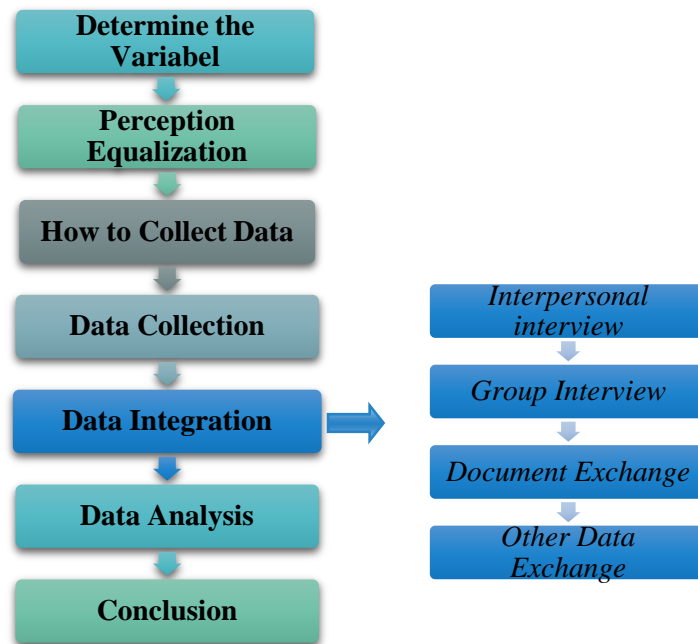 Determine the
Variabel
Perception
Equalization
How to Collect Data
Data Collection
Data Integration
Data Analysis
Conclusion
Interpersonal
interview
Group Interview
Document Exchange
Other Data
Exchange